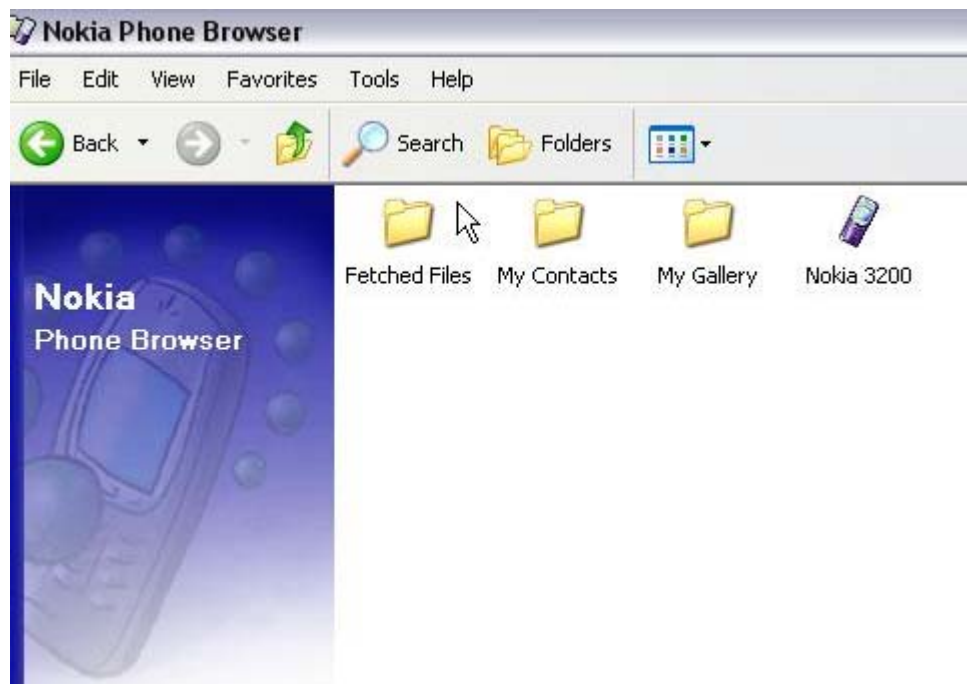 Nokia Phone Browser
File Edit View Favorites Tools Help
Back Search Folders
Fetched Files My Contacts My Gallery Nokia 3200
Nokia
Phone Browser